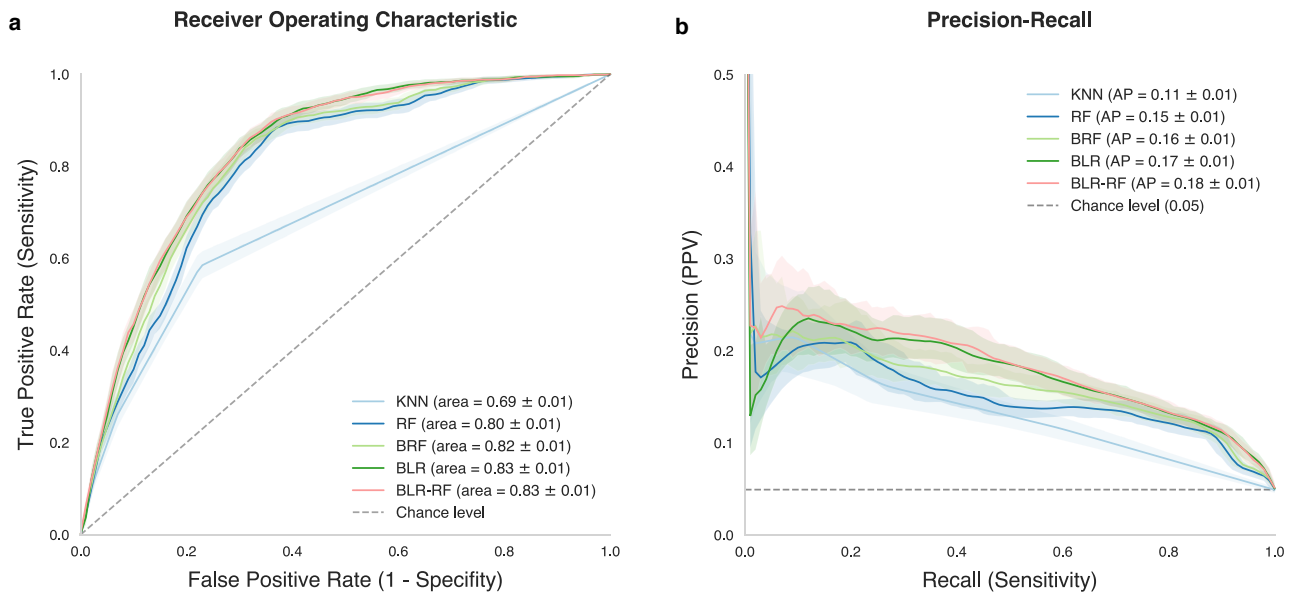 a
Receiver Operating Characteristic
True Positive Rate (Sensitivity)
1.0
0.8
0.6
0.4
0.2
0.0
0.0
0.2
0.4
0.6
0.8
1.0
False Positive Rate (1 - Specifity)
KNN (area = 0.69 ± 0.01)
RF (area = 0.80 ± 0.01)
BRF (area = 0.82 ± 0.01)
BLR (area = 0.83 ± 0.01)
BLR-RF (area = 0.83 ± 0.01)
Chance level
b
Precision-Recall
Precision (PPV)
0.5
0.4
0.3
0.2
0.1
0.0
0.0
0.2
0.4
0.6
0.8
1.0
Recall (Sensitivity)
KNN (AP = 0.11 ± 0.01)
RF (AP = 0.15 ± 0.01)
BRF (AP = 0.16 ± 0.01)
BLR (AP = 0.17 ± 0.01)
BLR-RF (AP = 0.18 ± 0.01)
Chance level (0.05)